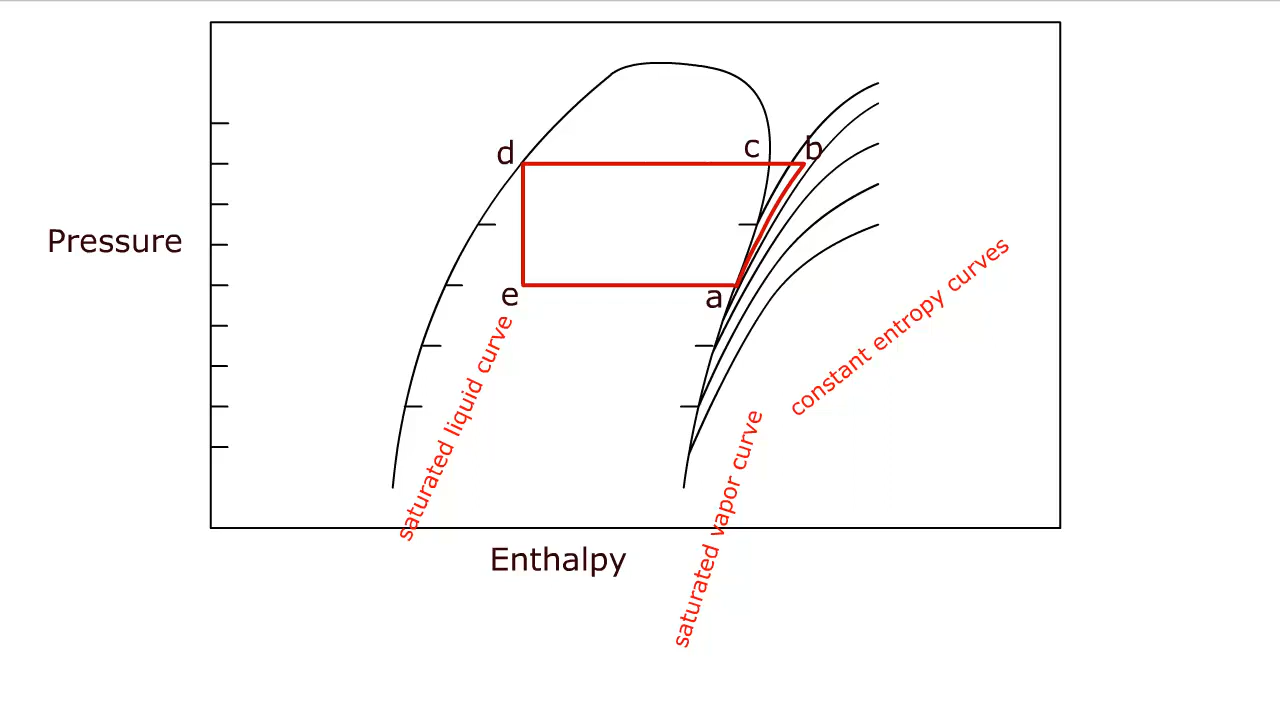 d
c
b
Pressure
e
a
saturated liquid curve
constant entropy curves
saturated vapor curve
Enthalpy